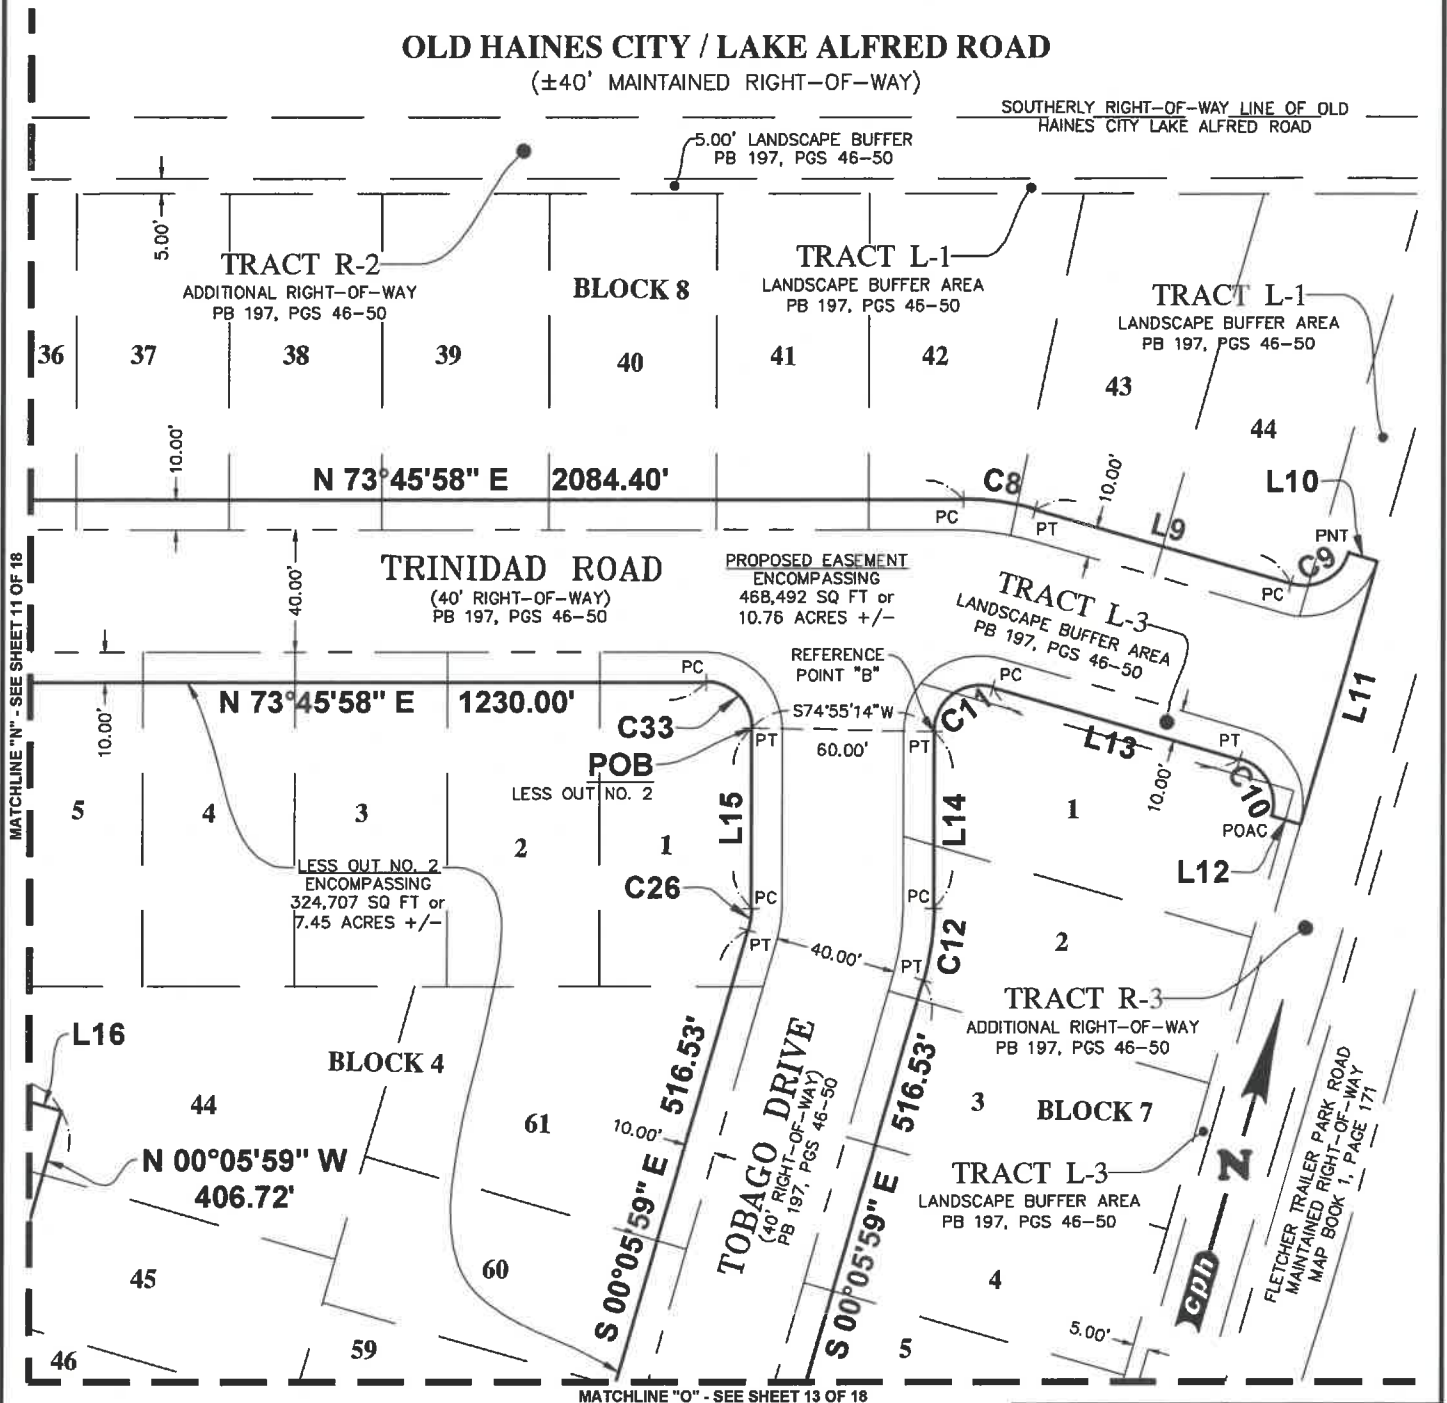 OLD HAINES CITY / LAKE ALFRED ROAD
(±40' MAINTAINED RIGHT-OF-WAY)
SOUTHERLY RIGHT-OF-WAY LINE OF OLD
HAINES CITY LAKE ALFRED ROAD
5.00' LANDSCAPE BUFFER
PB 197, PGS 46-50
5.00'
TRACT R-2
ADDITIONAL RIGHT-OF-WAY
PB 197, PGS 46-50
BLOCK 8
TRACT L-1
LANDSCAPE BUFFER AREA
PB 197, PGS 46-50
TRACT L-1
LANDSCAPE BUFFER AREA
PB 197, PGS 46-50
36
37
38
39
40
41
42
43
44
10.00'
N 73°45'58" E 2084.40'
C8
PC
PT
10.00'
L9
L10
PNT
C9
PC
TRINIDAD ROAD
(40' RIGHT-OF-WAY)
PB 197, PGS 46-50
40.00'
PROPOSED EASEMENT
ENCOMPASSING
468,492 SQ FT or
10.76 ACRES +/-
TRACT L-3
LANDSCAPE BUFFER AREA
PB 197, PGS 46-50
REFERENCE
POINT "B"
MATCHLINE "N" - SEE SHEET 11 OF 18
PC
PC
N 73°45'58" E 1230.00'
10.00'
C33
S74°55'14"W
60.00'
PT
PT
C11
L13
L11
PT
10.00'
C10
POAC
L12
POB
LESS OUT NO. 2
L15
L14
5
4
3
2
1
1
LESS OUT NO. 2
ENCOMPASSING
324,707 SQ FT or
7.45 ACRES +/-
C26
PC
PC
PT
PT
40.00'
C12
2
TRACT R-3
ADDITIONAL RIGHT-OF-WAY
PB 197, PGS 46-50
L16
BLOCK 4
44
61
N 00°05'59" W
406.72'
10.00'
S 00°05'59" E 516.53'
TOBAGO DRIVE
(40' RIGHT-OF-WAY)
PB 197, PGS 46-50
S 00°05'59" E 516.53'
3
BLOCK 7
TRACT L-3
LANDSCAPE BUFFER AREA
PB 197, PGS 46-50
N
cph
FLETCHER TRAILER PARK ROAD
MAINTAINED RIGHT-OF-WAY
MAP BOOK 1, PAGE 171
45
60
4
46
59
5
5.00'
MATCHLINE "O" - SEE SHEET 13 OF 18